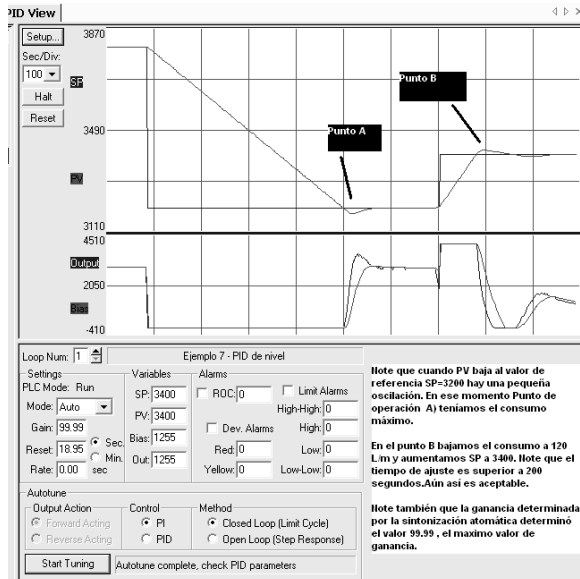 PID View
Setup...
Sec/Div:
100
Halt
Reset
3870
SP
3490
PV
3110
4510
Output
2050
Bias
-410
Punto A
Punto B
Loop Num: 1
Ejemplo 7 - PID de nivel
Settings
PLC Mode: Run
Mode: Auto
Gain: 99.99
Reset: 18.95
Sec.
Min.
Rate: 0.00 sec
Variables
SP: 3400
PV: 3400
Bias: 1255
Out: 1255
Alarms
ROC: 0
Limit Alarms
High-High: 0
Dev. Alarms
High: 0
Red: 0
Low: 0
Yellow: 0
Low-Low: 0
Autotune
Output Action
Forward Acting
Reverse Acting
Control
PI
PID
Method
Closed Loop (Limit Cycle)
Open Loop (Step Response)
Start Tuning
Autotune complete, check PID parameters
Note que cuando PV baja al valor de
referencia SP=3200 hay una pequeña
oscilación. En ese momento Punto de
operación A) teníamos el consumo
máximo.
En el punto B bajamos el consumo a 120
L/m y aumentamos SP a 3400. Note que el
tiempo de ajuste es superior a 200
segundos.Aún así es aceptable.
Note también que la ganancia determinada
por la sintonización atomática determinó
el valor 99.99 , el maximo valor de
ganancia.